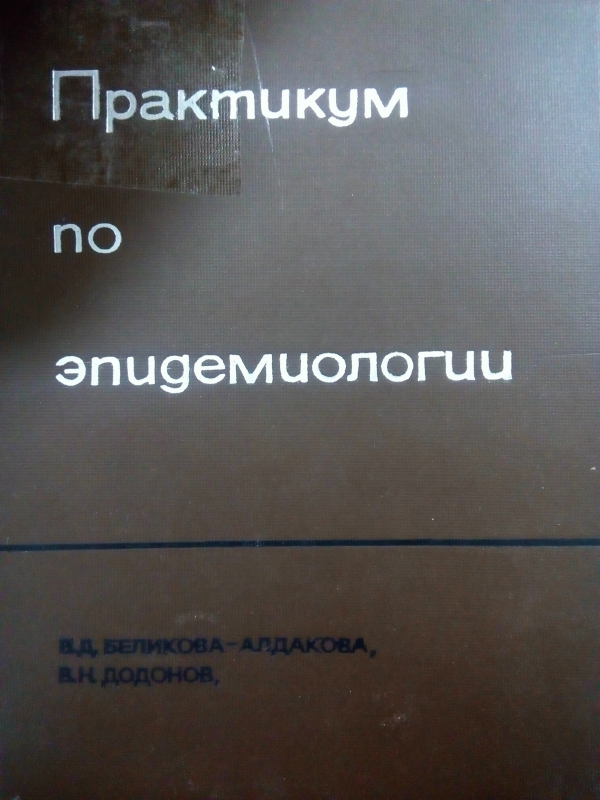 Практикум
по
эпидемиологии
В.Д. БЕЛИКОВА-АЛДАКОВА,
В.Н. ДОДОНОВ,